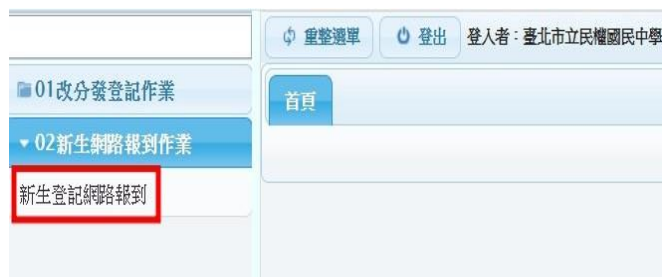 重整選單 登出 登入者：臺北市立民權國民中學
01改分發登記作業
首頁
02新生網路報到作業
新生登記網路報到